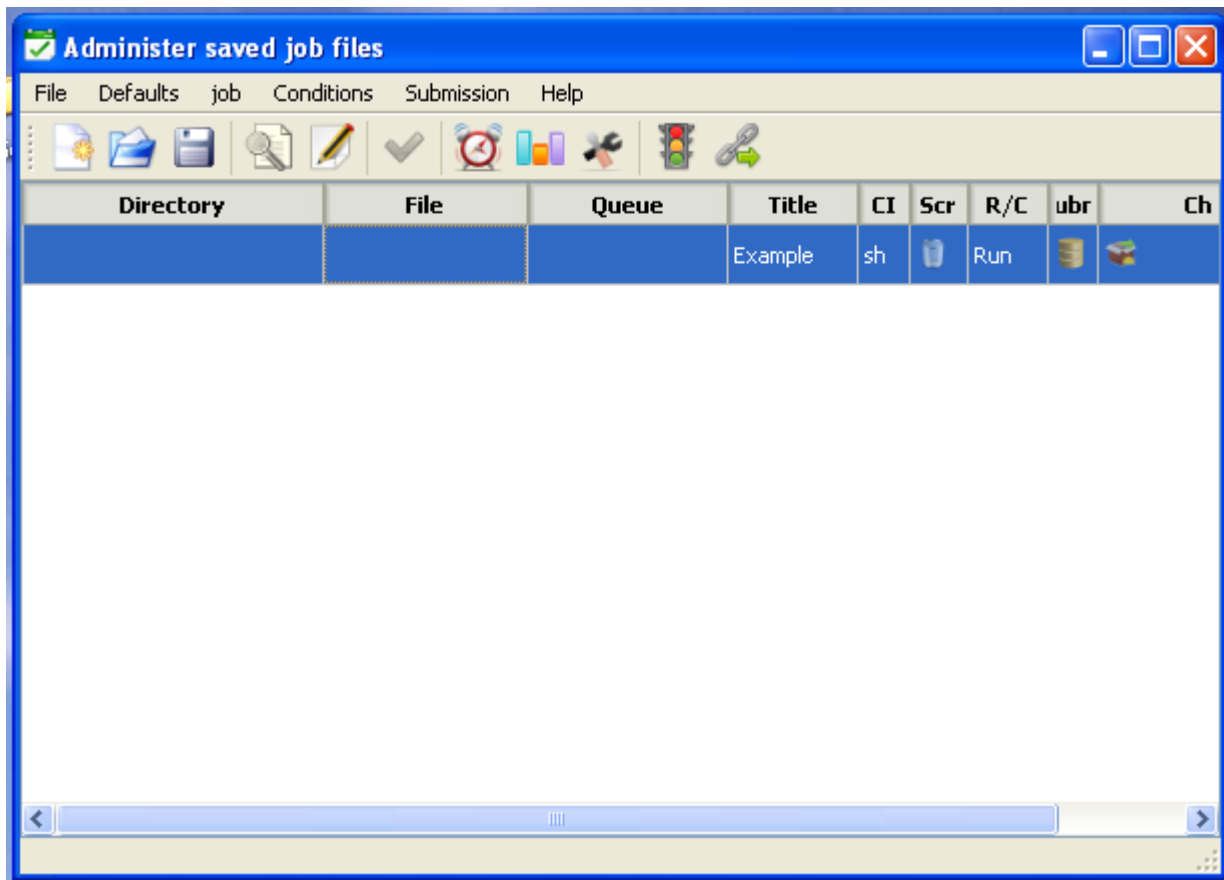 Administer saved job files
File Defaults job Conditions Submission Help
Directory File Queue Title CI Scr R/C ubr Ch
Example sh Run